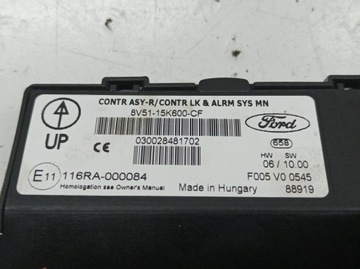 CONTR ASY-R/CONTR LK & ALRM SYS MN
8V51-15K600-CF
UP
Ford
030028481702
CE
658
HW SW
06 / 10.00
E11 116RA-000084
Homologation see Owner's Manual
Made in Hungary
F005 V0 0545
88919